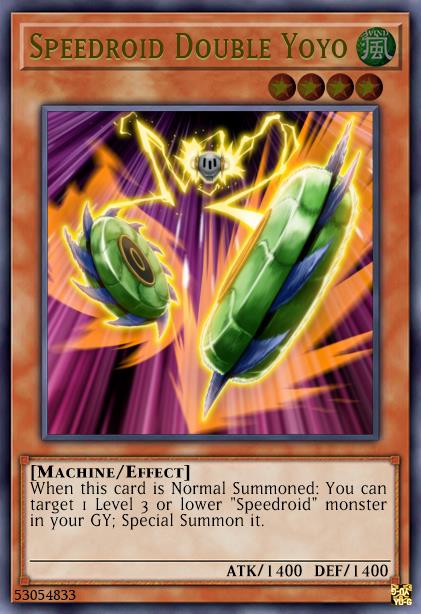 SPEEDROID DOUBLE YOYO
WIND
風
[MACHINE/EFFECT]
When this card is Normal Summoned: You can
target 1 Level 3 or lower "Speedroid" monster
in your GY; Special Summon it.
ATK/1400 DEF/1400
53054833